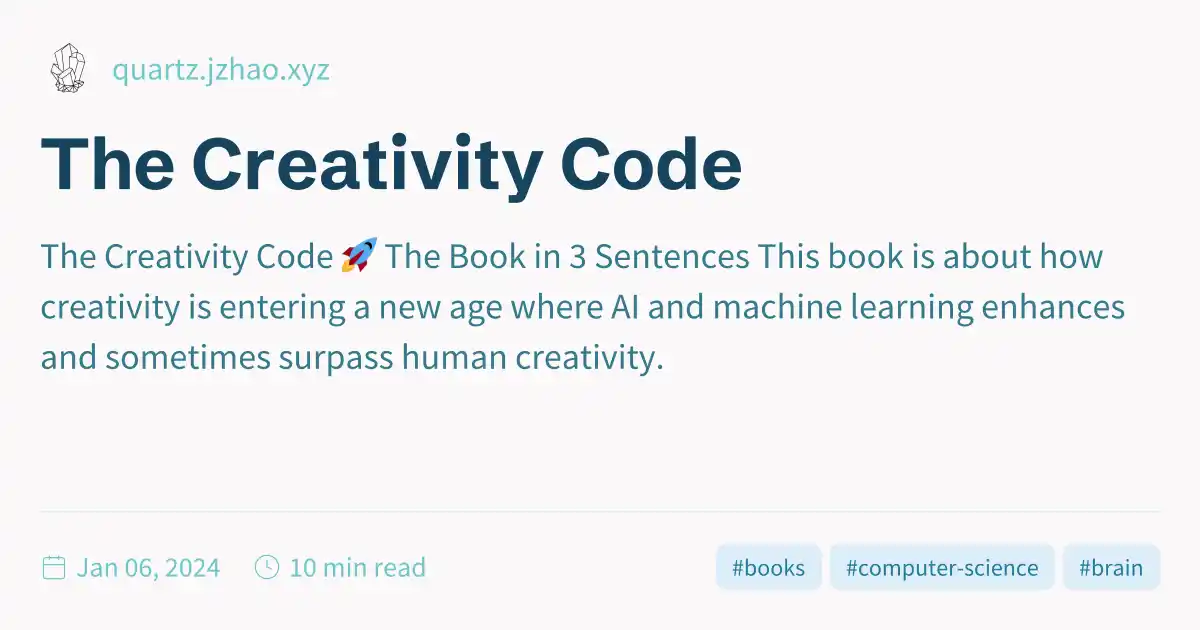 quartz.jzhao.xyz
The Creativity Code
The Creativity Code 🚀 The Book in 3 Sentences This book is about how
creativity is entering a new age where AI and machine learning enhances
and sometimes surpass human creativity.
Jan 06, 2024 10 min read #books #computer-science #brain